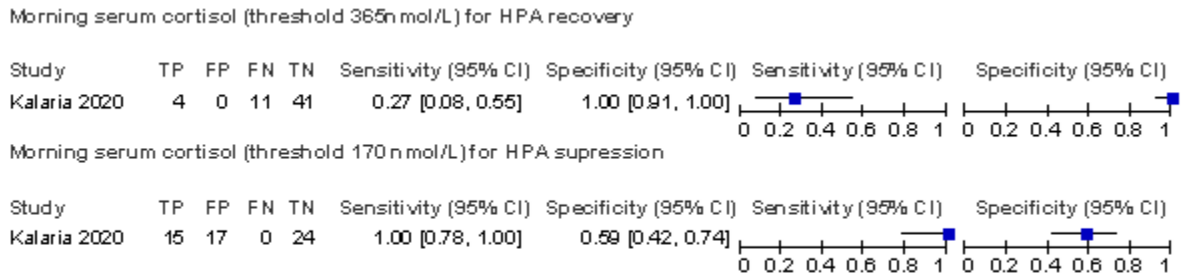 Morning serum cortisol (threshold 365nmol/L) for HPA recovery
Study TP FP FN TN Sensitivity (95% CI) Specificity (95% CI) Sensitivity (95% CI) Specificity (95% CI)
Kalaria 2020 4 0 11 41 0.27 [0.08, 0.55] 1.00 [0.91, 1.00]
0 0.2 0.4 0.6 0.8 1 0 0.2 0.4 0.6 0.8 1
Morning serum cortisol (threshold 170 nmol/L) for HPA supression
Study TP FP FN TN Sensitivity (95% CI) Specificity (95% CI) Sensitivity (95% CI) Specificity (95% CI)
Kalaria 2020 15 17 0 24 1.00 [0.78, 1.00] 0.59 [0.42, 0.74]
0 0.2 0.4 0.6 0.8 1 0 0.2 0.4 0.6 0.8 1